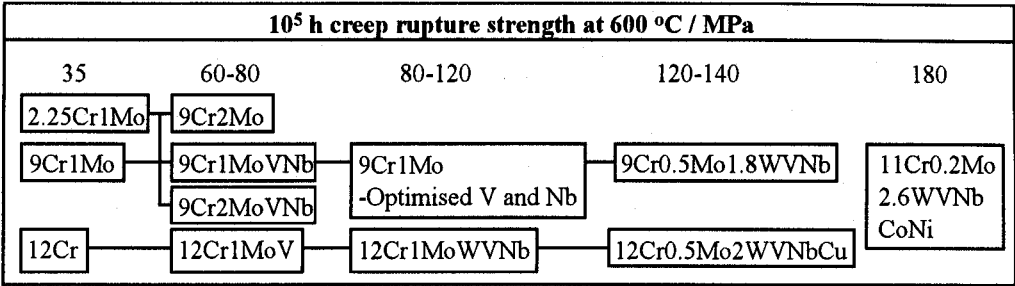 10⁵ h creep rupture strength at 600 °C / MPa
35 60-80 80-120 120-140 180
2.25Cr1Mo 9Cr2Mo
9Cr1Mo 9Cr1MoVNb 9Cr1Mo 9Cr0.5Mo1.8WVNb 11Cr0.2Mo
-Optimised V and Nb 2.6WVNb
9Cr2MoVNb
CoNi
12Cr 12Cr1MoV 12Cr1MoWVNb 12Cr0.5Mo2WVNbCu